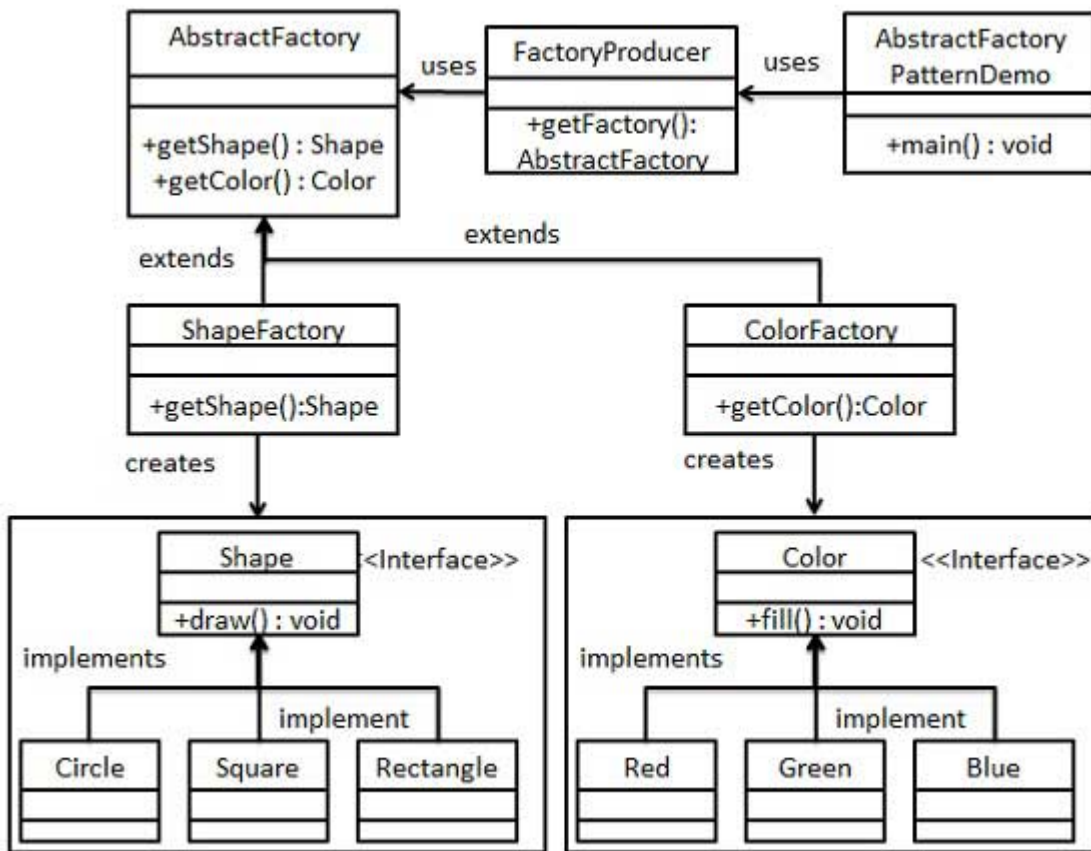 AbstractFactory
+getShape() : Shape
+getColor() : Color
uses
FactoryProducer
+getFactory():
AbstractFactory
uses
AbstractFactory
PatternDemo
+main() : void
extends
extends
ShapeFactory
+getShape():Shape
ColorFactory
+getColor():Color
creates
creates
Shape
<<Interface>>
+draw() : void
implements
implement
Circle
Square
Rectangle
Color
<<Interface>>
+fill() : void
implements
implement
Red
Green
Blue